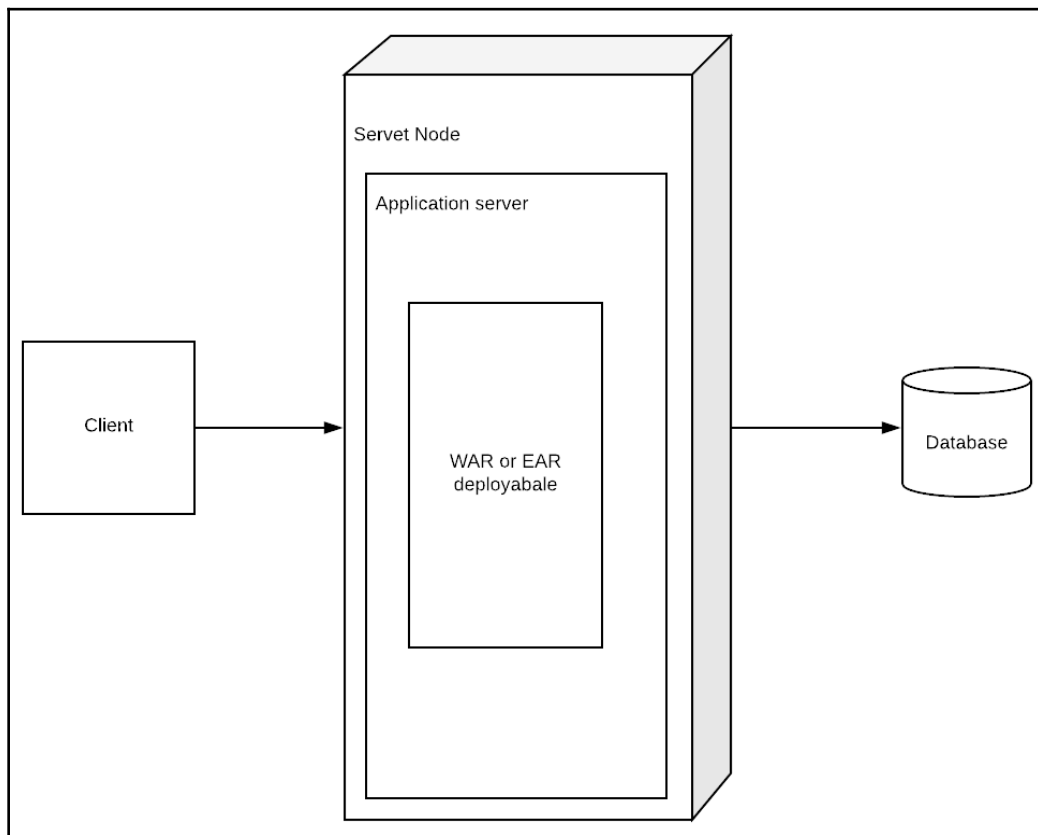 Servet Node
Application server
Client
WAR or EAR
deployabale
Database